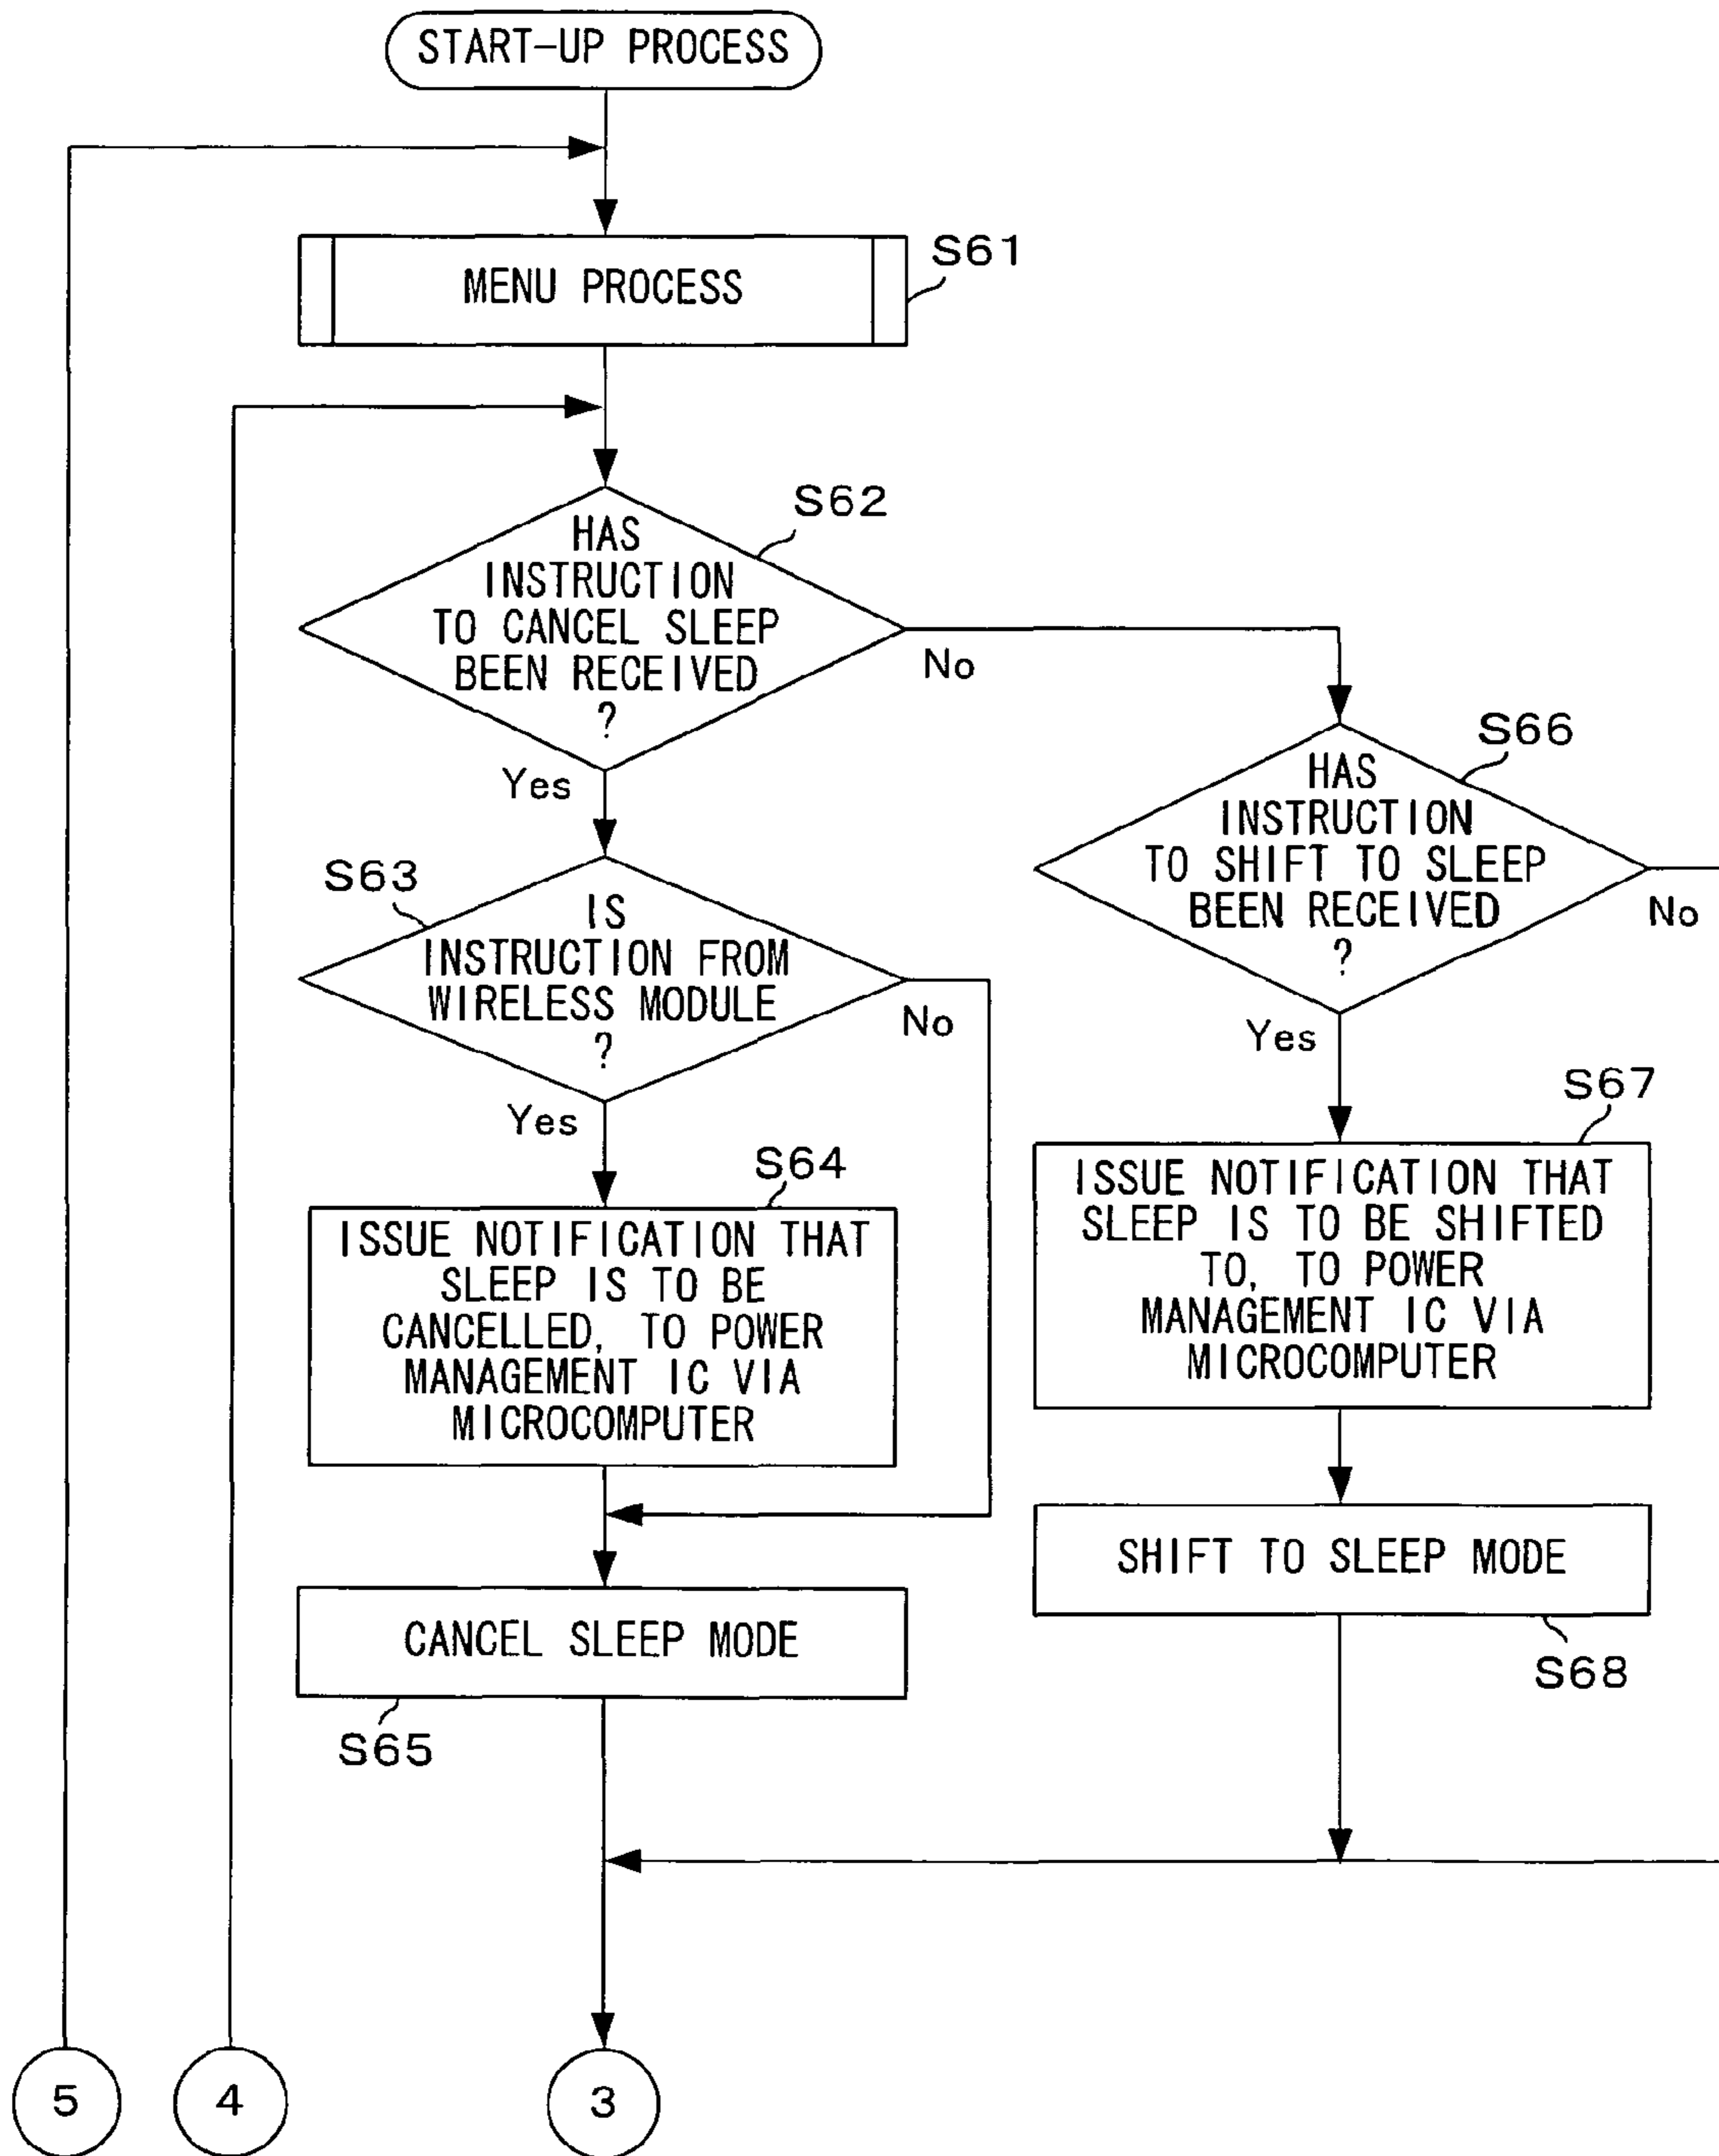 START-UP PROCESS
MENU PROCESS
S61
S62
HAS
INSTRUCTION
TO CANCEL SLEEP
BEEN RECEIVED
?
No
Yes
S63
IS
INSTRUCTION FROM
WIRELESS MODULE
?
No
Yes
S64
ISSUE NOTIFICATION THAT
SLEEP IS TO BE
CANCELLED, TO POWER
MANAGEMENT IC VIA
MICROCOMPUTER
CANCEL SLEEP MODE
S65
S66
HAS
INSTRUCTION
TO SHIFT TO SLEEP
BEEN RECEIVED
?
No
Yes
S67
ISSUE NOTIFICATION THAT
SLEEP IS TO BE SHIFTED
TO, TO POWER
MANAGEMENT IC VIA
MICROCOMPUTER
SHIFT TO SLEEP MODE
S68
5
4
3